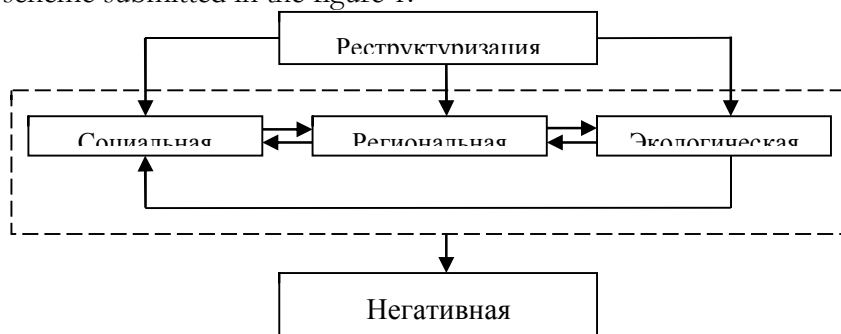 scheme submitted in the figure 1.
Реструктуризация
Социальная
Региональная
Экологическая
Негативная